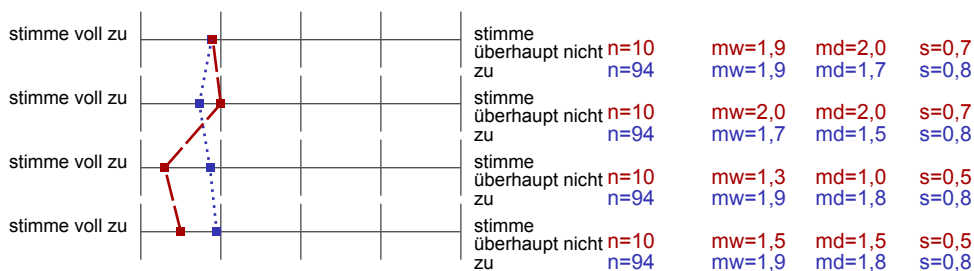 stimme voll zu
stimme
überhaupt nicht n=10 mw=1,9 md=2,0 s=0,7
zu n=94 mw=1,9 md=1,7 s=0,8
stimme voll zu
stimme
überhaupt nicht n=10 mw=2,0 md=2,0 s=0,7
zu n=94 mw=1,7 md=1,5 s=0,8
stimme voll zu
stimme
überhaupt nicht n=10 mw=1,3 md=1,0 s=0,5
zu n=94 mw=1,9 md=1,8 s=0,8
stimme voll zu
stimme
überhaupt nicht n=10 mw=1,5 md=1,5 s=0,5
zu n=94 mw=1,9 md=1,8 s=0,8